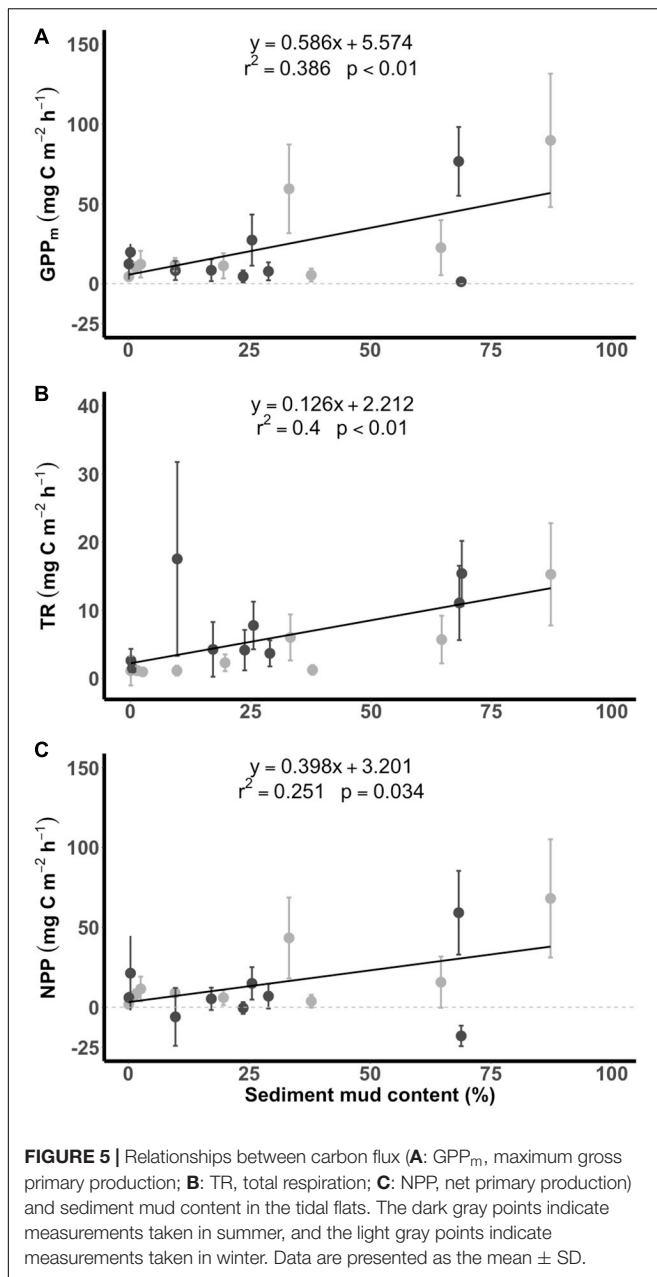 A
y = 0.586x + 5.574
r² = 0.386 p < 0.01
GPPₘ (mg C m⁻² h⁻¹)
150
100
50
0
-25
0 25 50 75 100
B
y = 0.126x + 2.212
r² = 0.4 p < 0.01
TR (mg C m⁻² h⁻¹)
40
30
20
10
0
0 25 50 75 100
C
y = 0.398x + 3.201
r² = 0.251 p = 0.034
NPP (mg C m⁻² h⁻¹)
150
100
50
0
-25
0 25 50 75 100
Sediment mud content (%)
FIGURE 5 | Relationships between carbon flux (A: GPPₘ, maximum gross
primary production; B: TR, total respiration; C: NPP, net primary production)
and sediment mud content in the tidal flats. The dark gray points indicate
measurements taken in summer, and the light gray points indicate
measurements taken in winter. Data are presented as the mean ± SD.